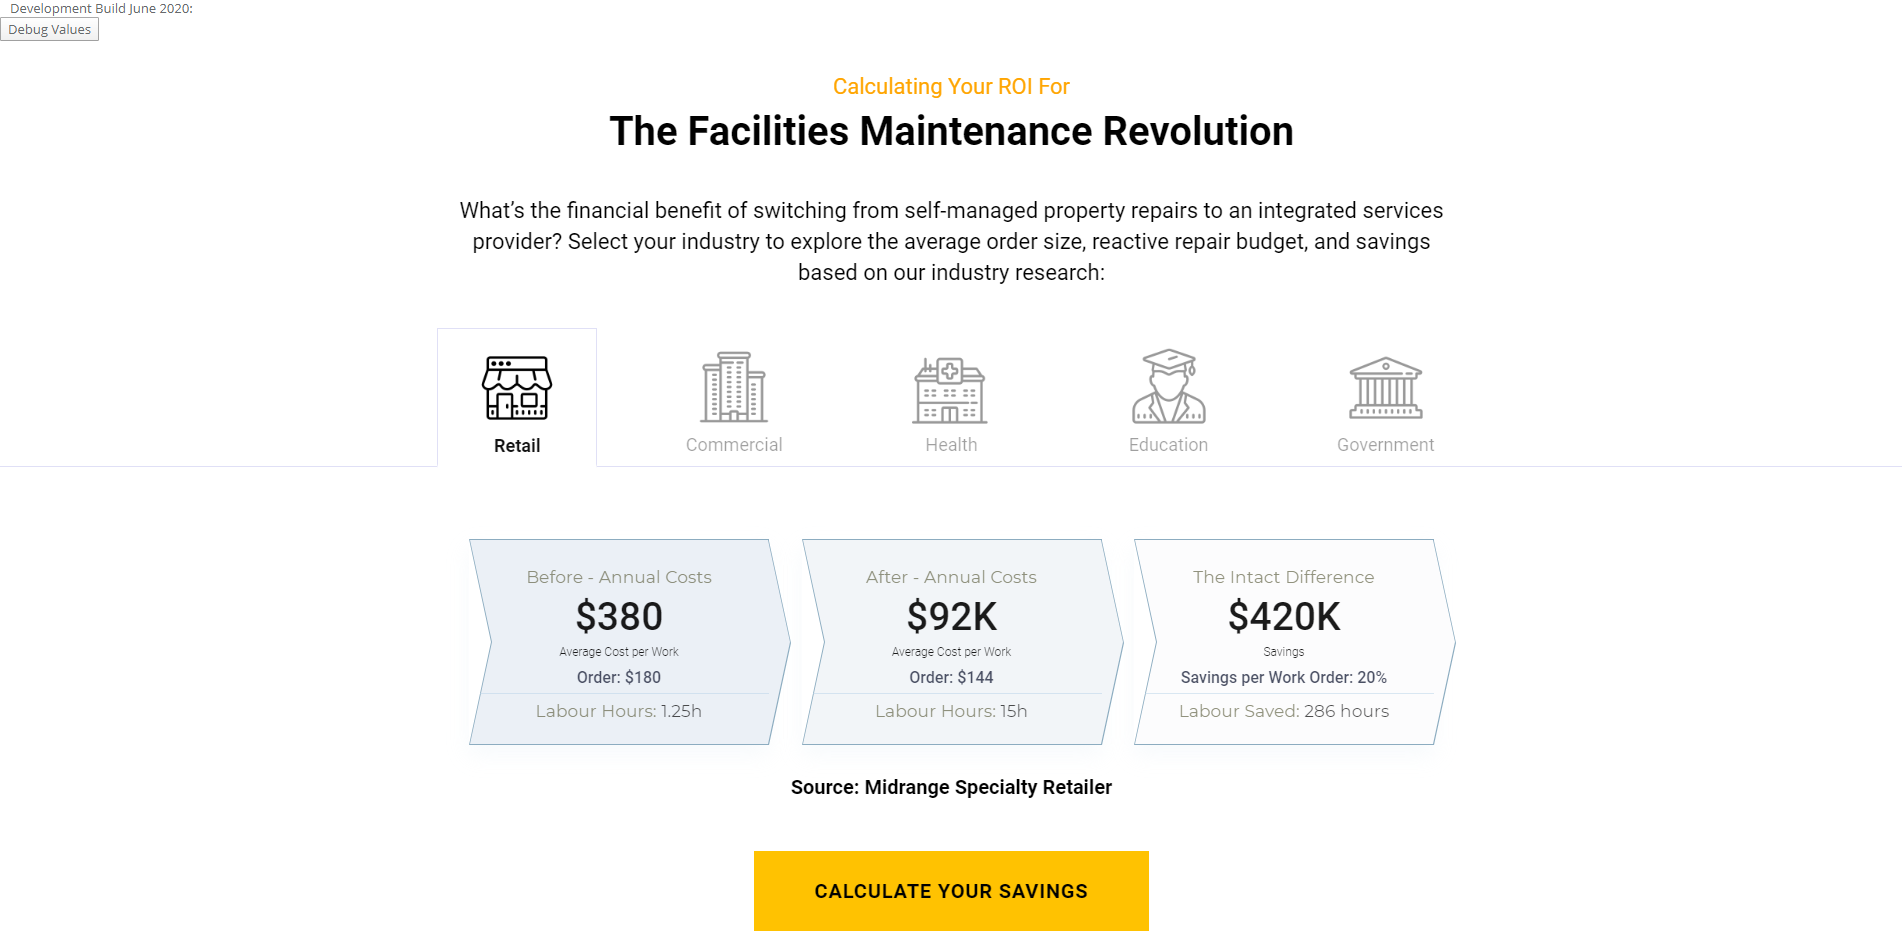 Development Build June 2020:
Debug Values
Calculating Your ROI For
The Facilities Maintenance Revolution
What’s the financial benefit of switching from self-managed property repairs to an integrated services
provider? Select your industry to explore the average order size, reactive repair budget, and savings
based on our industry research:
Retail
Commercial
Health
Education
Government
Before - Annual Costs
$380
Average Cost per Work
Order: $180
Labour Hours: 1.25h
After - Annual Costs
$92K
Average Cost per Work
Order: $144
Labour Hours: 15h
The Intact Difference
$420K
Savings
Savings per Work Order: 20%
Labour Saved: 286 hours
Source: Midrange Specialty Retailer
CALCULATE YOUR SAVINGS